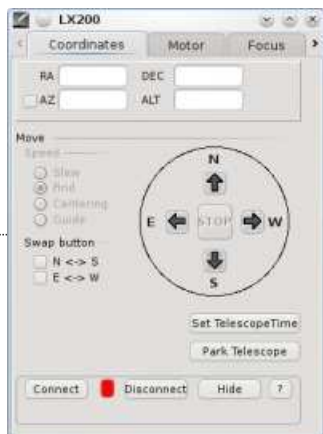 LX200
Coordinates Motor Focus
RA DEC
AZ ALT
Move
Speed
Slew
Find
Centering
Guide
N
E STOP W
S
Swap button
N <-> S
E <-> W
Set TelescopeTime
Park Telescope
Connect Disconnect Hide ?